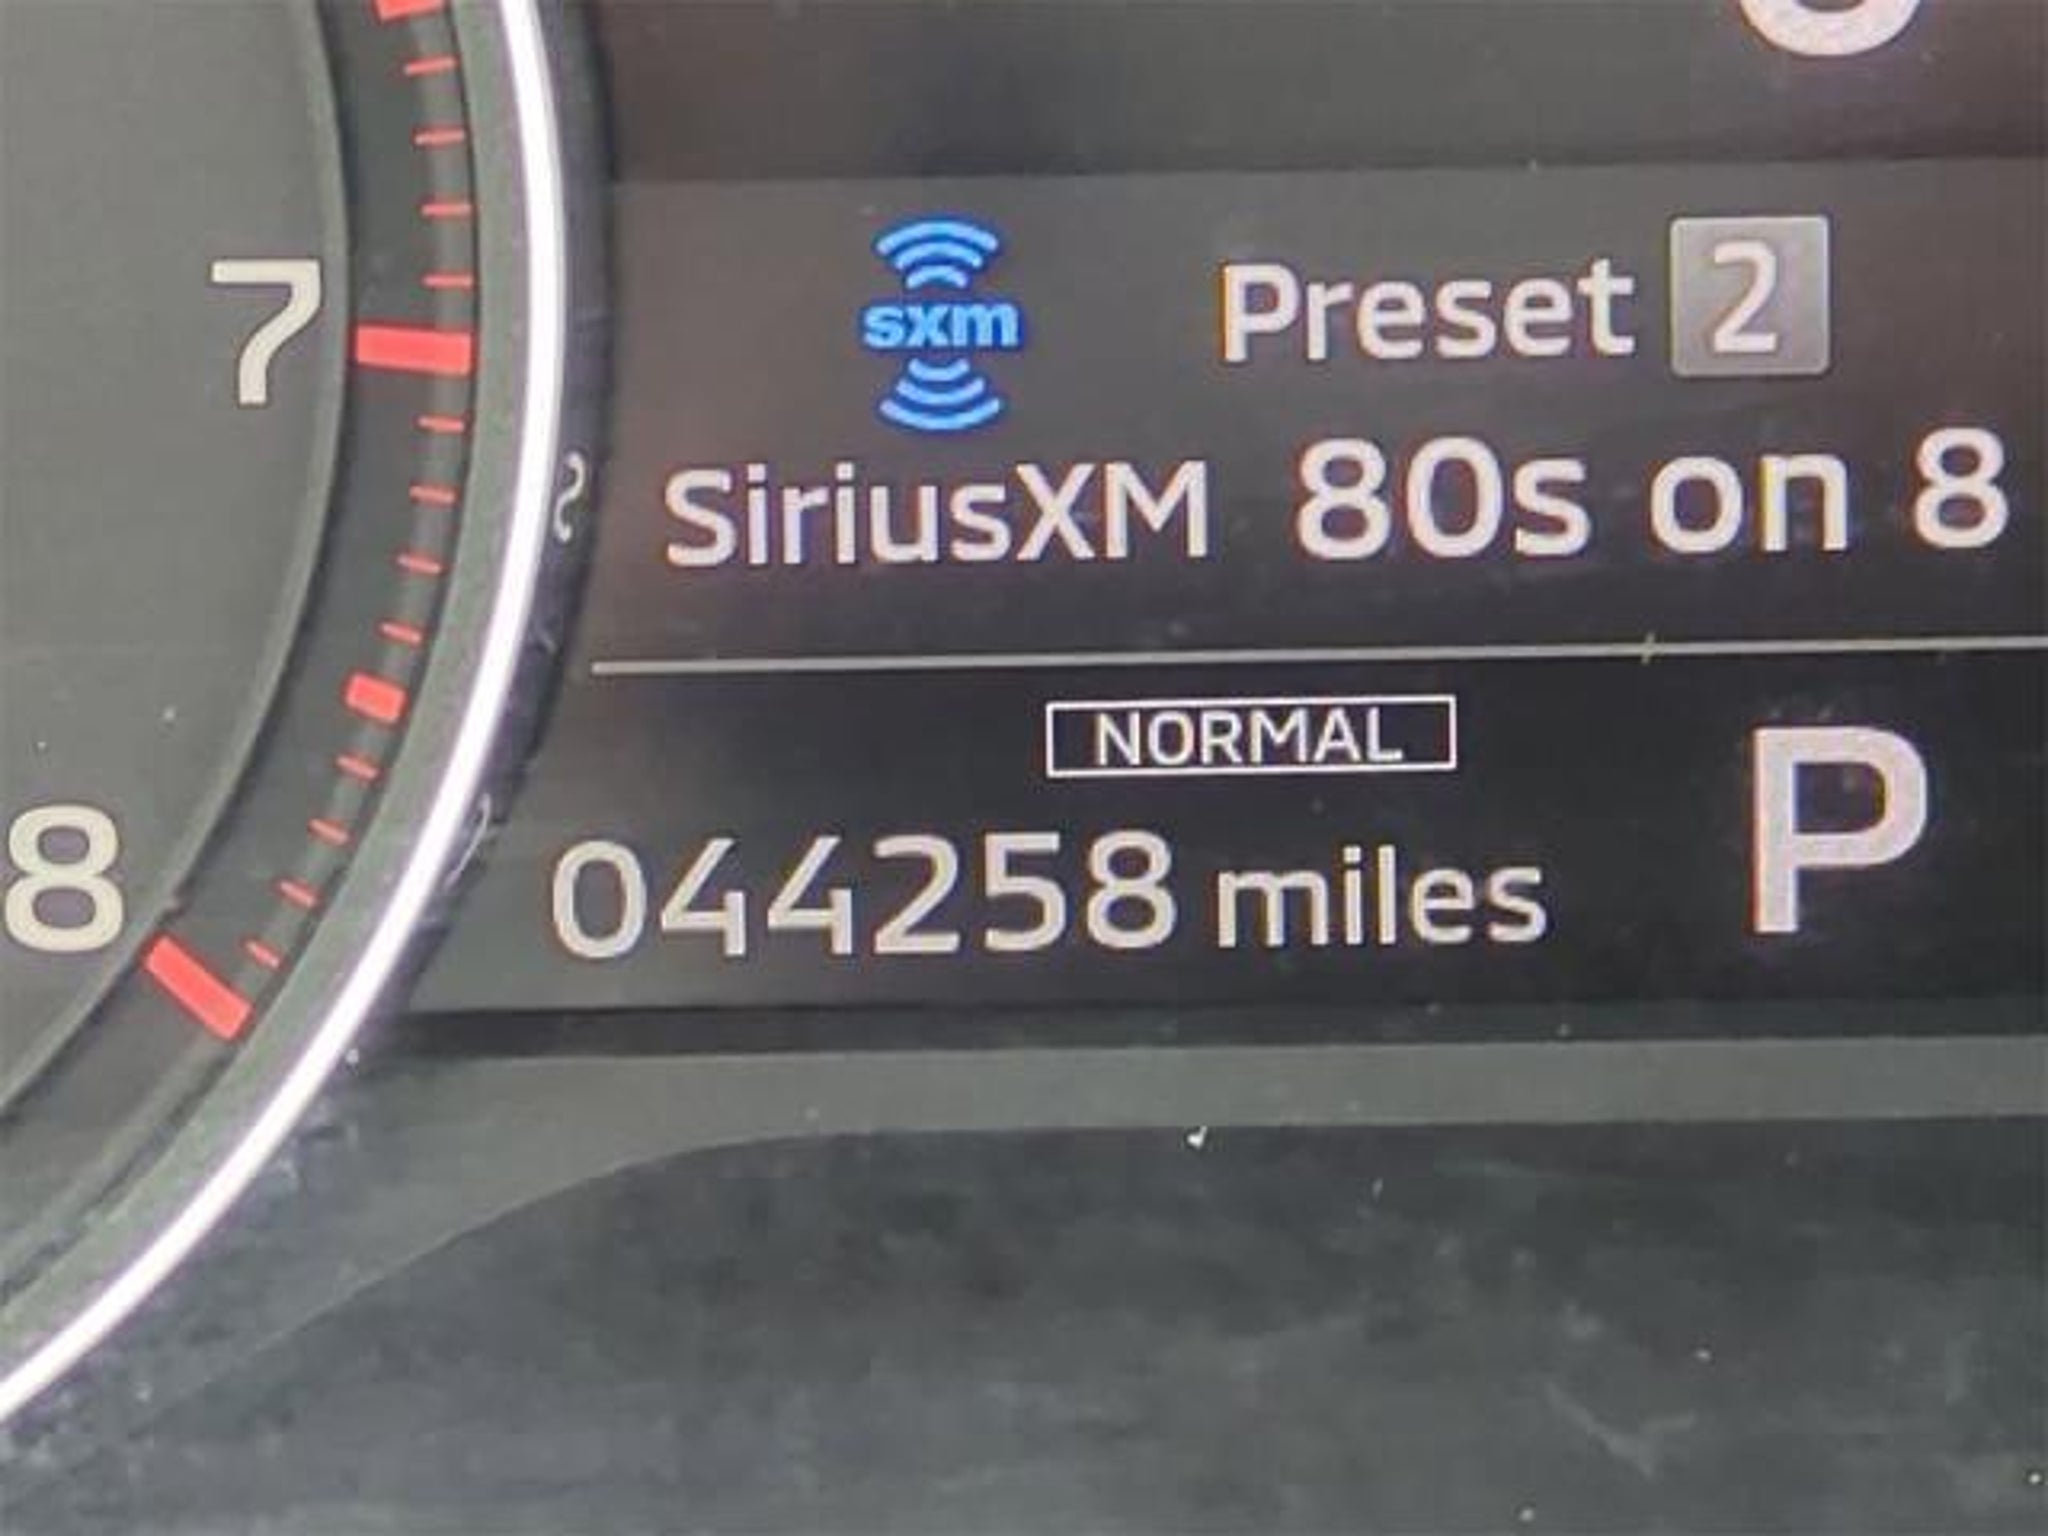 sxm
Preset 2
7
SiriusXM 80s on 8
NORMAL
P
8
044258 miles